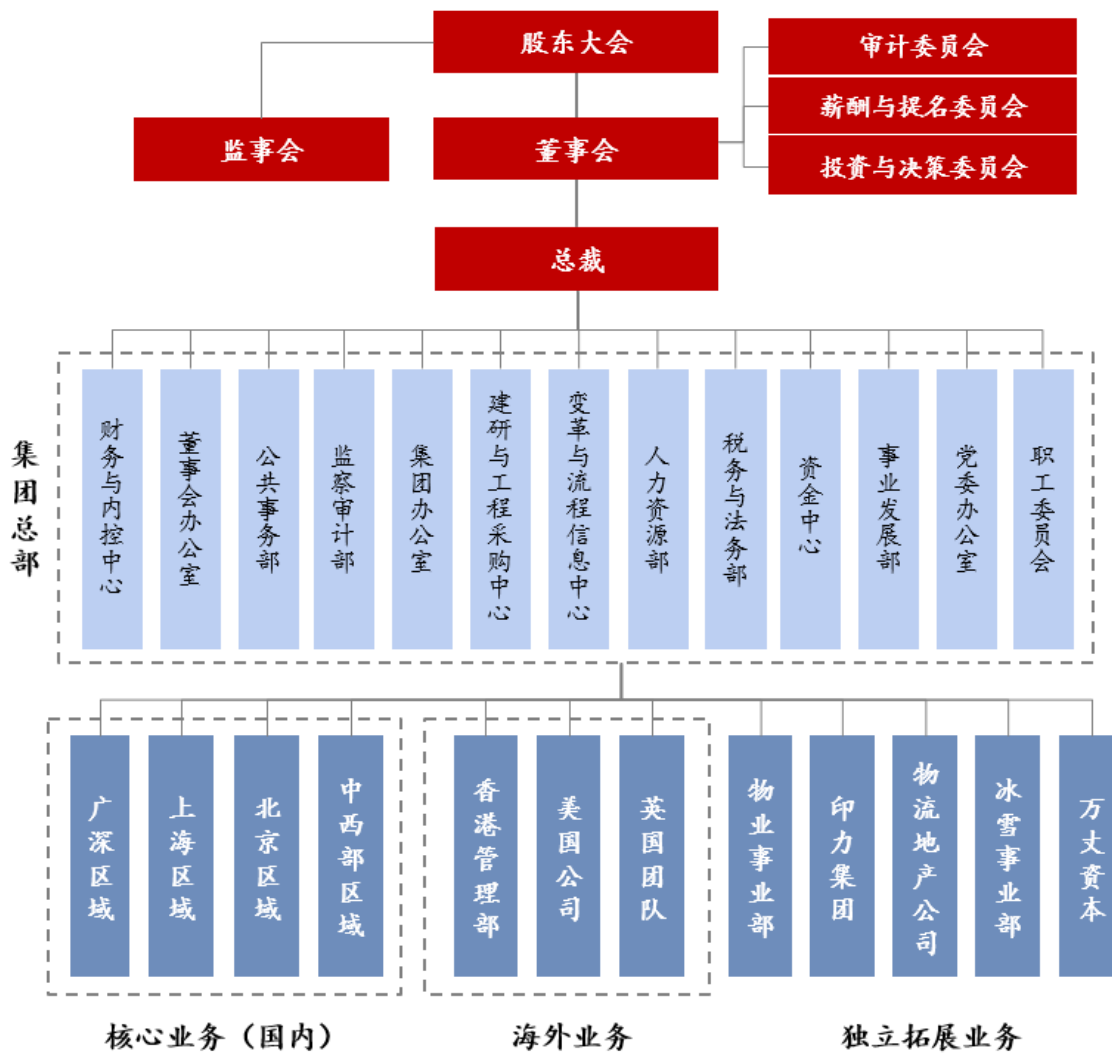 股东大会
审计委员会
薪酬与提名委员会
监事会
董事会
投资与决策委员会
总裁
集团总部
财务与内控中心
董事会办公室
公共事务部
监察审计部
集团办公室
建研与工程采购中心
变革与流程信息中心
人力资源部
税务与法务部
资金中心
事业发展部
党委办公室
职工委员会
广深区域
上海区域
北京区域
中西部区域
香港管理部
美国公司
英国团队
物业事业部
印力集团
物流地产公司
冰雪事业部
万丈资本
核心业务（国内）
海外业务
独立拓展业务